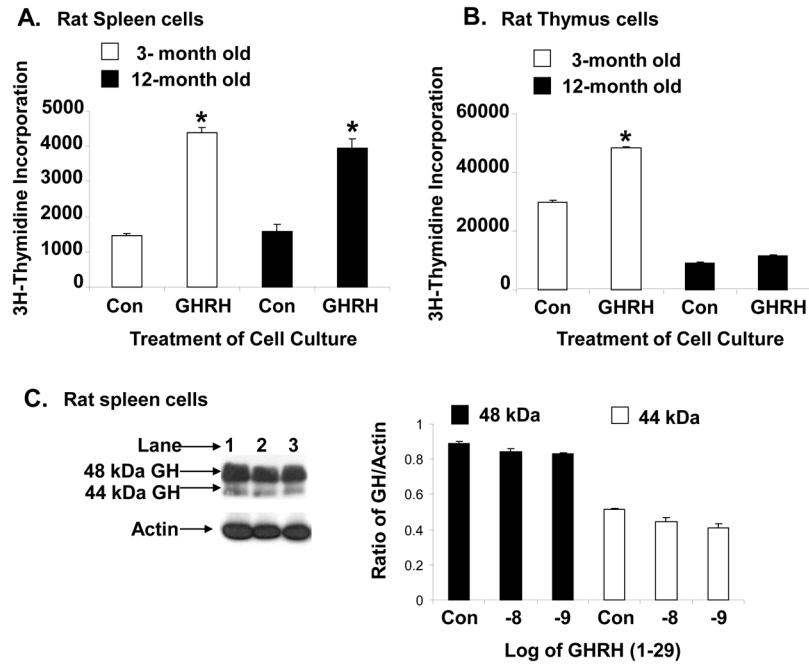 A. Rat Spleen cells
3- month old
12-month old
3H-Thymidine Incorporation
5000
4000
3000
2000
1000
0
*
*
Con GHRH Con GHRH
Treatment of Cell Culture
B. Rat Thymus cells
3-month old
12-month old
3H-Thymidine Incorporation
60000
40000
20000
0
*
Con GHRH Con GHRH
Treatment of Cell Culture
C. Rat spleen cells
Lane 1 2 3
48 kDa GH
44 kDa GH
Actin
48 kDa 44 kDa
Ratio of GH/Actin
1
0.8
0.6
0.4
0.2
0
Con -8 -9 Con -8 -9
Log of GHRH (1-29)